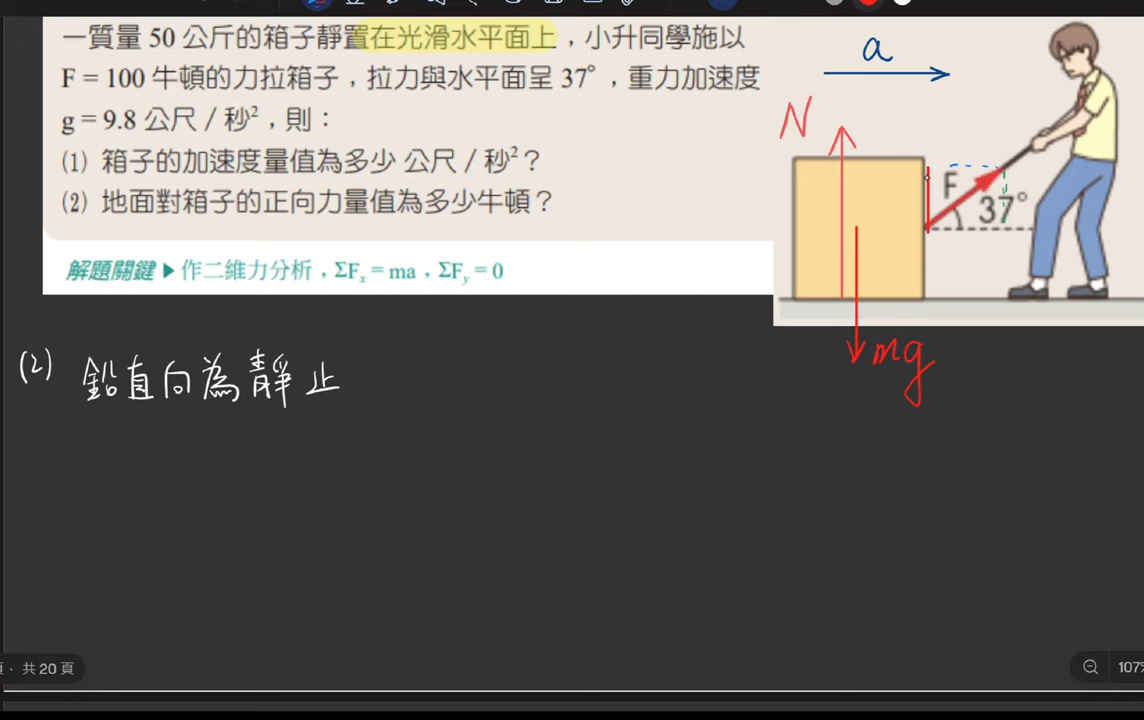 一質量 50 公斤的箱子靜置在光滑水平面上，小升同學施以
F = 100 牛頓的力拉箱子，拉力與水平面呈 37°，重力加速度
g = 9.8 公尺／秒²，則：
(1) 箱子的加速度量值為多少 公尺／秒²？
(2) 地面對箱子的正向力量值為多少牛頓？
解題關鍵▶作二維力分析，ΣFx = ma，ΣFy = 0
a
N
F
37°
mg
(2) 鉛直向為靜止
頁· 共 20 頁
107%